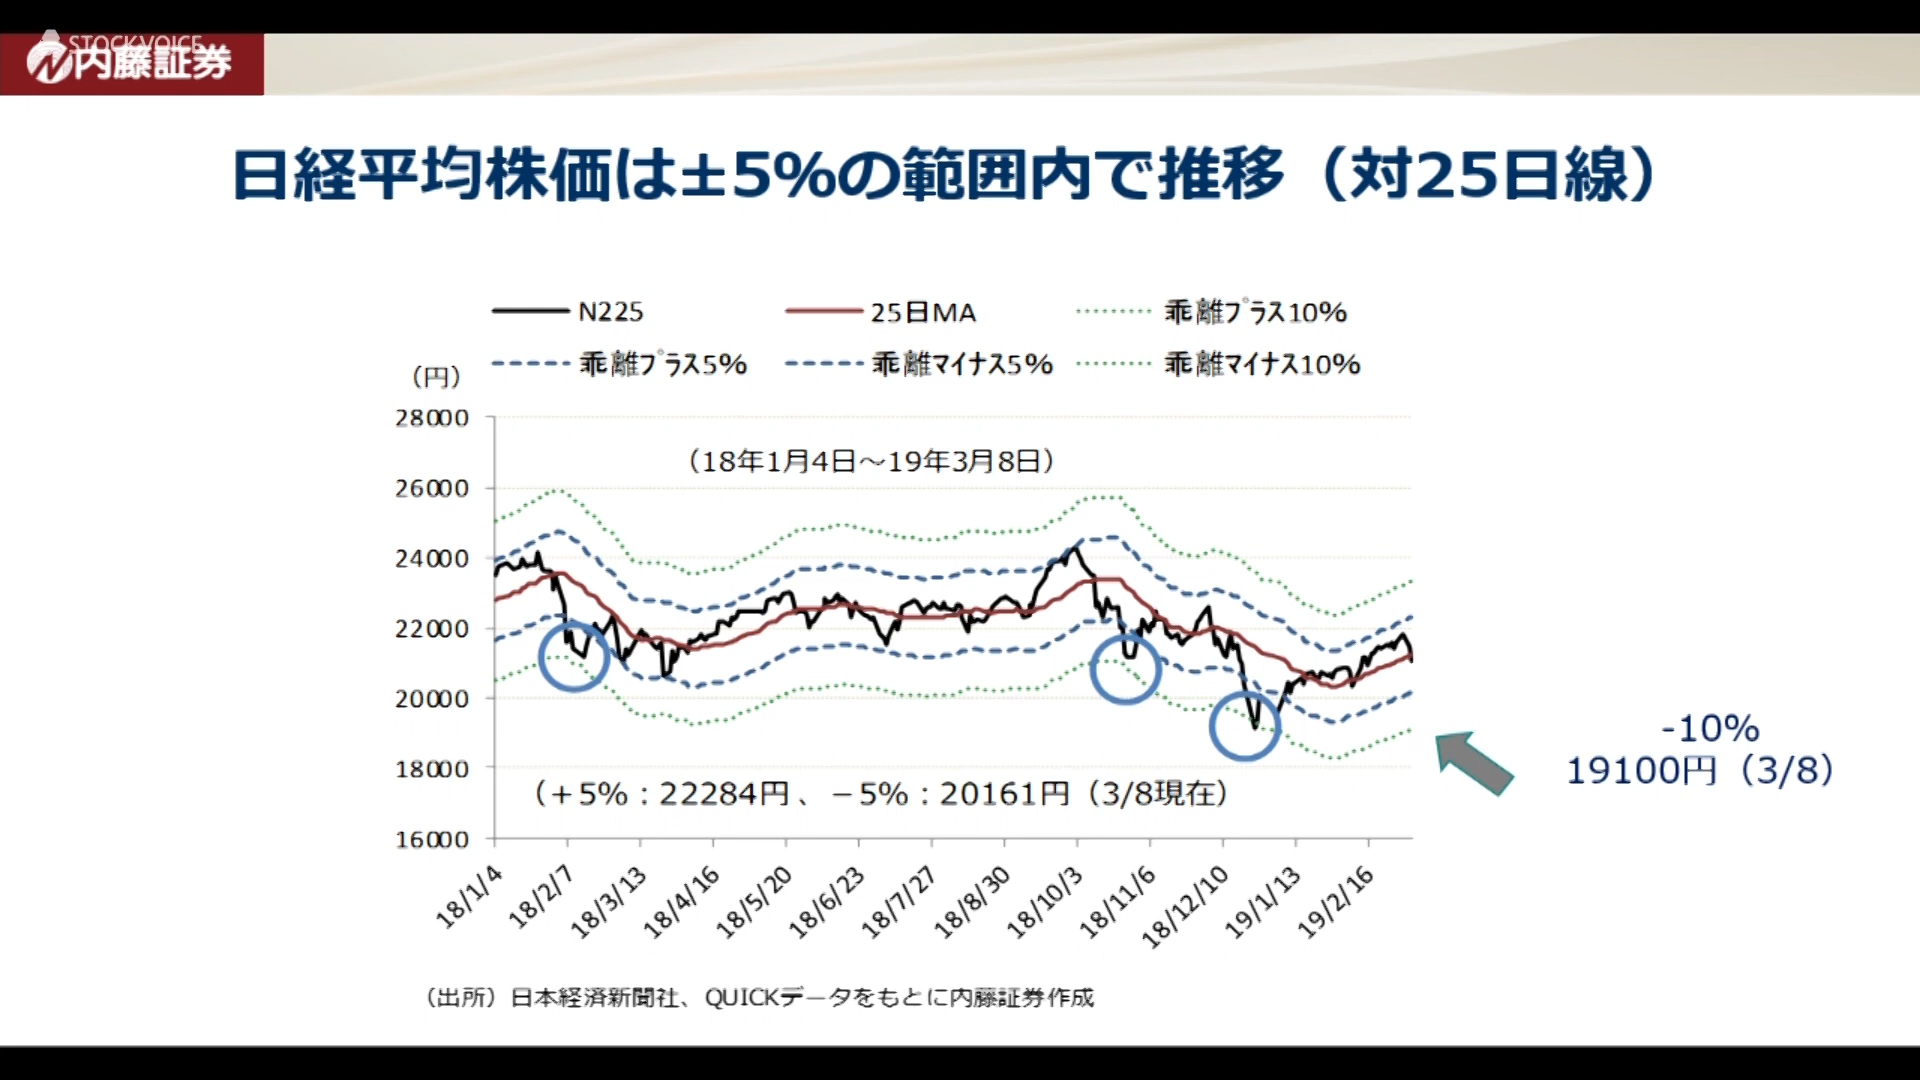 STOCKVOICE
内藤証券
日経平均株価は±5%の範囲内で推移（対25日線）
N225 25日MA 乖離ﾌﾟﾗｽ10%
乖離ﾌﾟﾗｽ5% 乖離ﾏｲﾅｽ5% 乖離ﾏｲﾅｽ10%
（円）
28000
（18年1月4日～19年3月8日）
26000
24000
22000
20000
18000
16000
（＋5%：22284円、－5%：20161円（3/8現在）
-10%
19100円（3/8）
18/1/4 18/2/7 18/3/13 18/4/16 18/5/20 18/6/23 18/7/27 18/8/30 18/10/3 18/11/6 18/12/10 19/1/13 19/2/16
（出所）日本経済新聞社、QUICKデータをもとに内藤証券作成